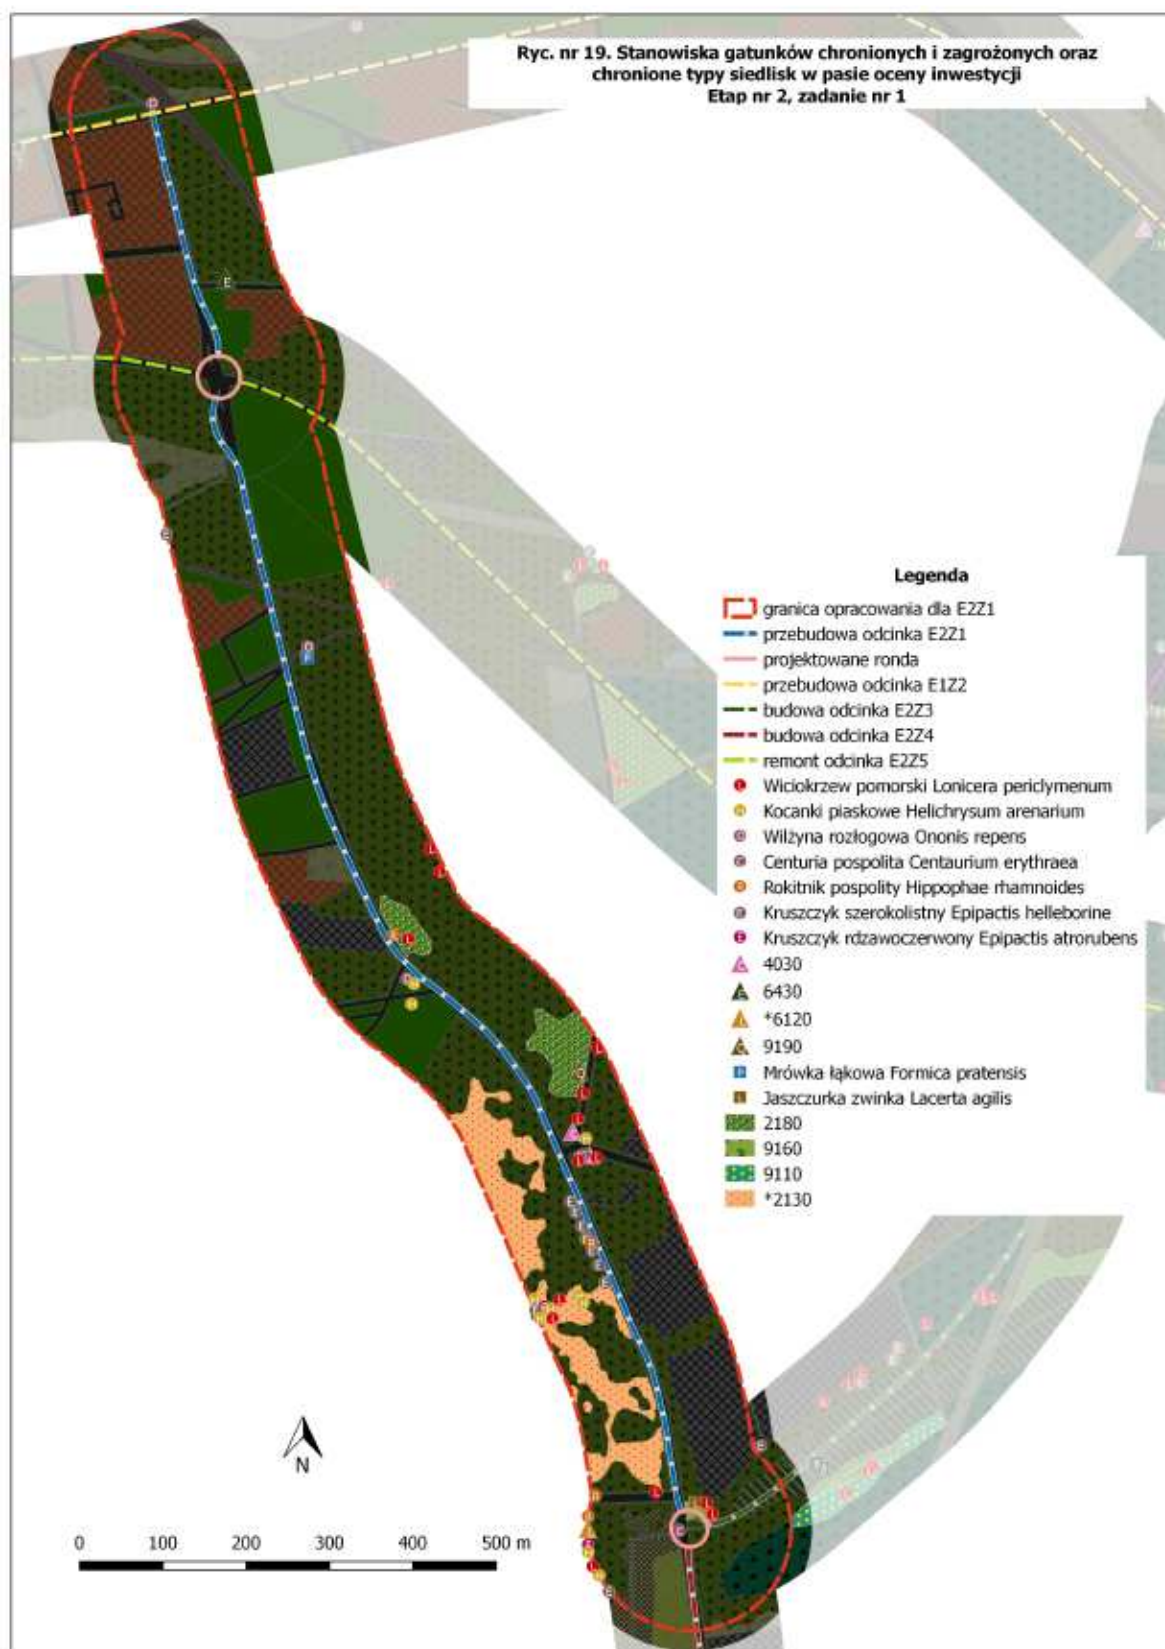 Ryc. nr 19. Stanowiska gatunków chronionych i zagrożonych oraz
chronione typy siedlisk w pasie oceny inwestycji
Etap nr 2, zadanie nr 1
Legenda
granica opracowania dla E2Z1
przebudowa odcinka E2Z1
projektowane ronda
przebudowa odcinka E1Z2
budowa odcinka E2Z3
budowa odcinka E2Z4
remont odcinka E2Z5
Wiciokrzew pomorski Lonicera periclymenum
Kocanki piaskowe Helichrysum arenarium
Wilżyna rozłogowa Ononis repens
Centuria pospolita Centaurium erythraea
Rokitnik pospolity Hippophae rhamnoides
Kruszczyk szerokolistny Epipactis helleborine
Kruszczyk rdzawoczerwony Epipactis atrorubens
4030
6430
*6120
9190
Mrówka łąkowa Formica pratensis
Jaszczurka zwinka Lacerta agilis
2180
9160
9110
*2130
N
0 100 200 300 400 500 m